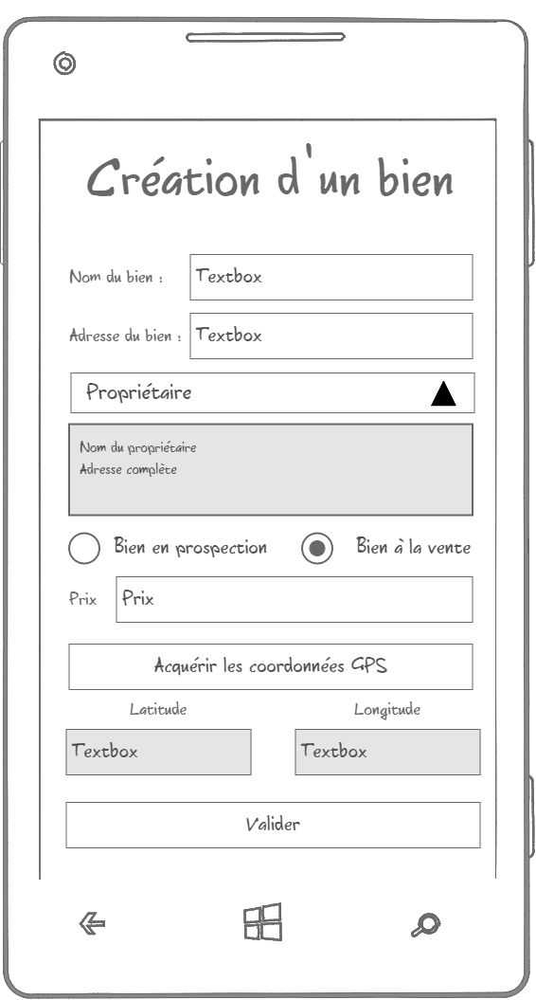 Création d'un bien
Nom du bien : Textbox
Adresse du bien : Textbox
Propriétaire
Nom du propriétaire
Adresse complète
Bien en prospection Bien à la vente
Prix Prix
Acquérir les coordonnées GPS
Latitude Longitude
Textbox Textbox
Valider